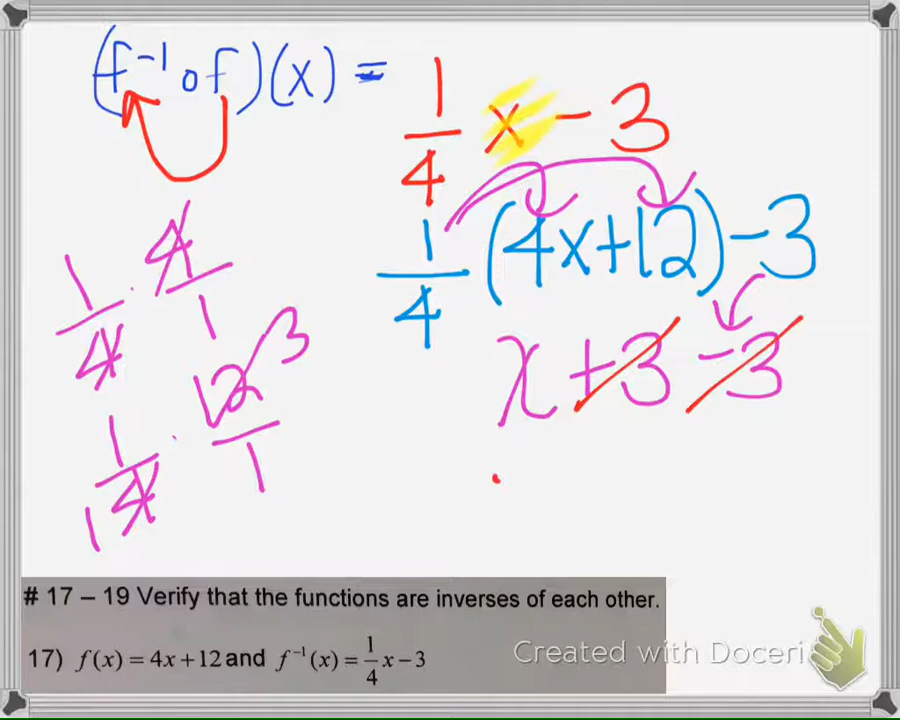 (f⁻¹ o f)(x) = 1/4 x - 3
1/4 (4x+12) - 3
x + 3 - 3
1/4 · 4/1
3
1/4 · 12/1
1
# 17 – 19 Verify that the functions are inverses of each other.
17) f(x) = 4x + 12 and f⁻¹(x) = 1/4 x − 3
Created with Doceri